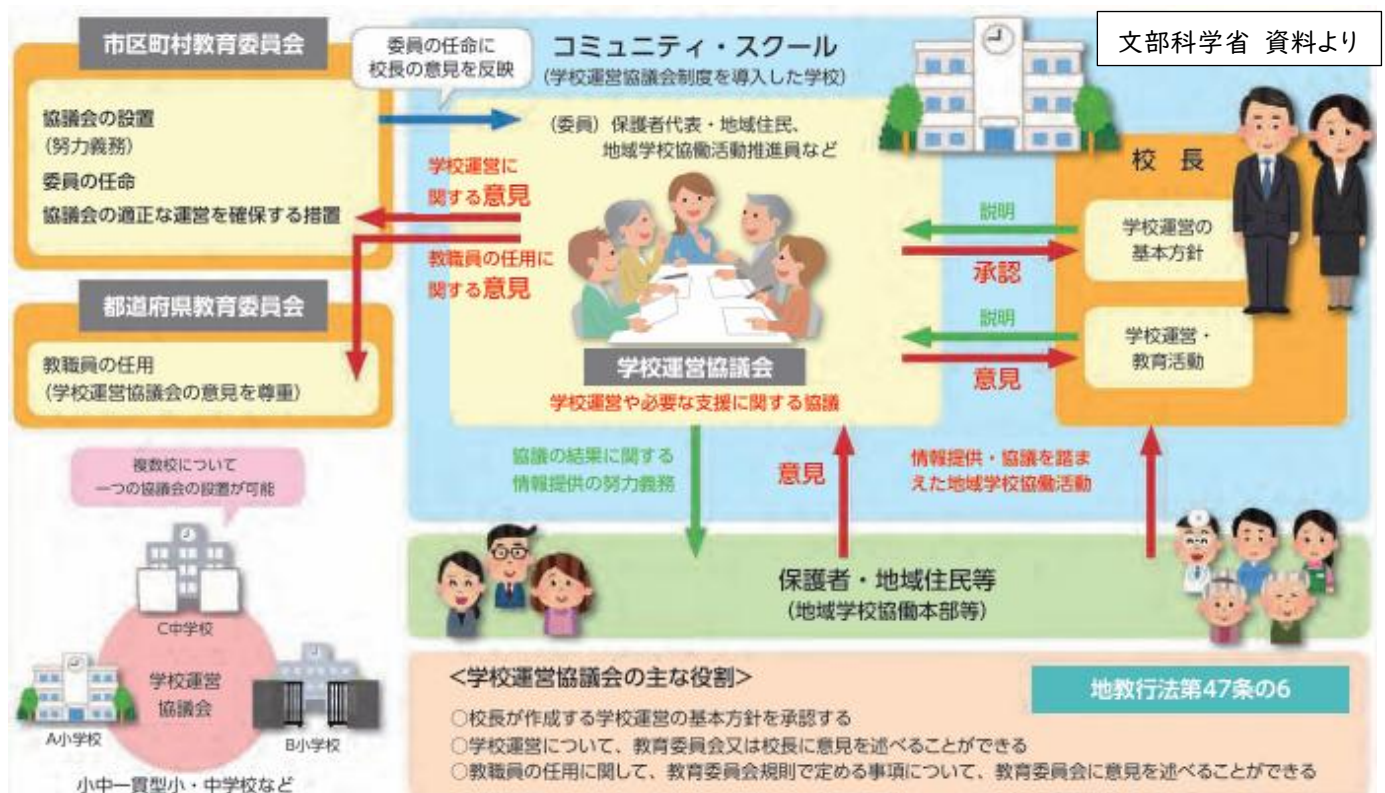 文部科学省 資料より
市区町村教育委員会
協議会の設置
(努力義務)
委員の任命
協議会の適正な運営を確保する措置
委員の任命に
校長の意見を反映
コミュニティ・スクール
(学校運営協議会制度を導入した学校)
(委員)保護者代表・地域住民、
地域学校協働活動推進員など
学校運営に
関する意見
教職員の任用に
関する意見
都道府県教育委員会
教職員の任用
(学校運営協議会の意見を尊重)
学校運営協議会
学校運営や必要な支援に関する協議
校長
説明
承認
学校運営の
基本方針
説明
意見
学校運営・
教育活動
協議の結果に関する
情報提供の努力義務
意見
情報提供・協議を踏ま
えた地域学校協働活動
保護者・地域住民等
(地域学校協働本部等)
複数校について
一つの協議会の設置が可能
C中学校
学校運営
協議会
A小学校
B小学校
小中一貫型小・中学校など
<学校運営協議会の主な役割>
地教行法第47条の6
○校長が作成する学校運営の基本方針を承認する
○学校運営について、教育委員会又は校長に意見を述べることができる
○教職員の任用に関して、教育委員会規則で定める事項について、教育委員会に意見を述べることができる